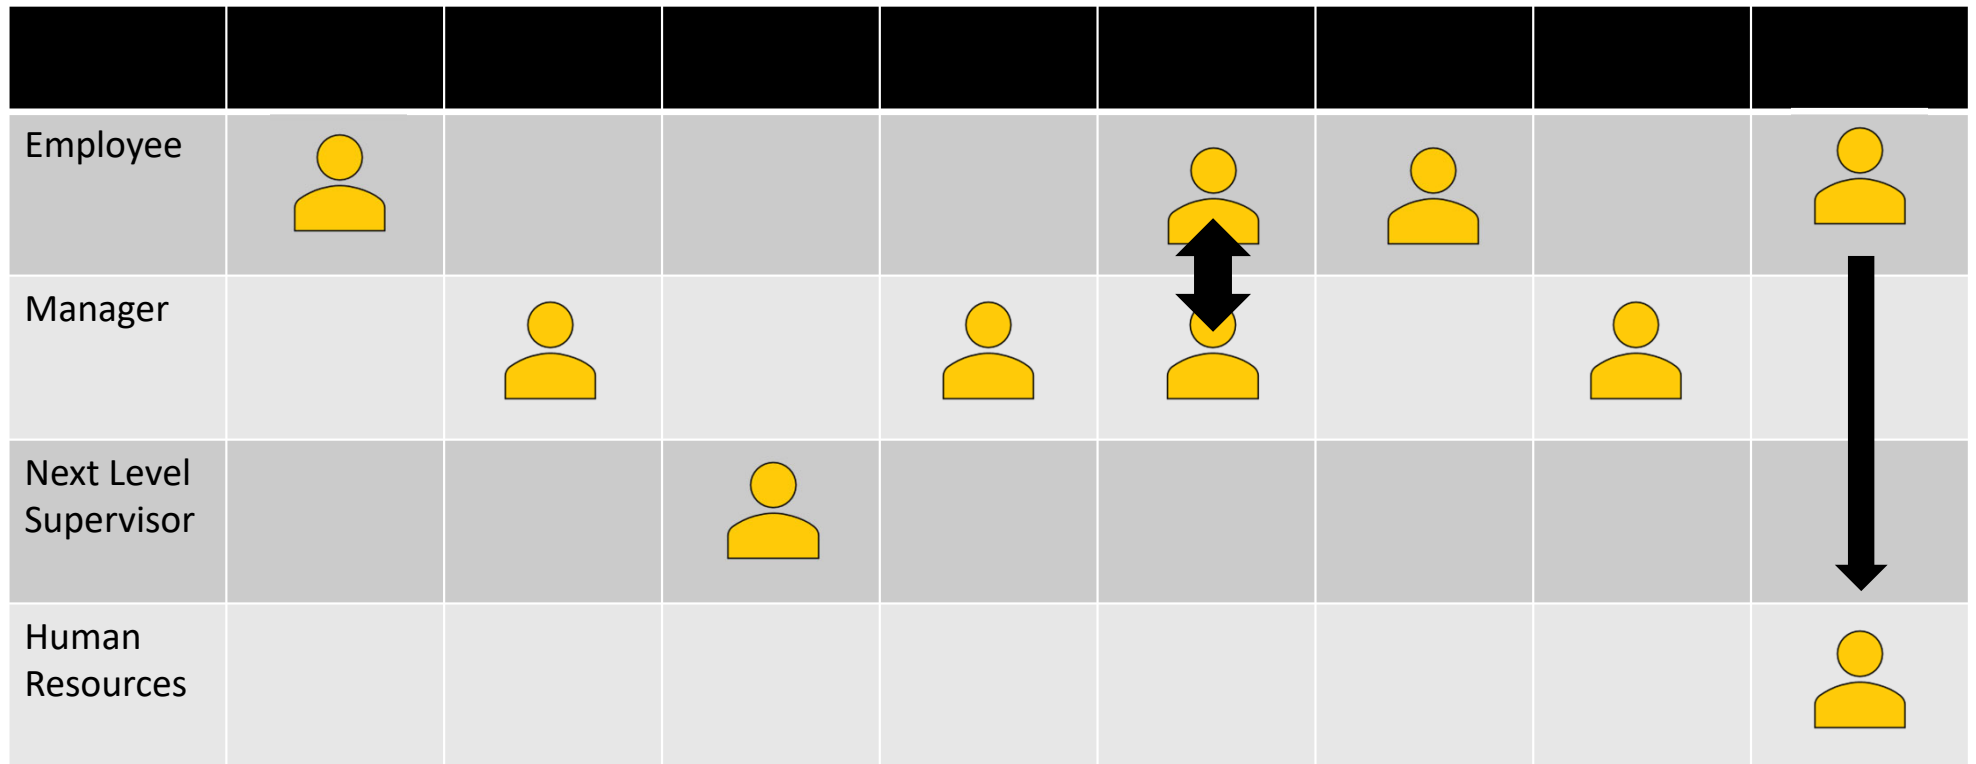 Employee
Manager
Next Level
Supervisor
Human
Resources